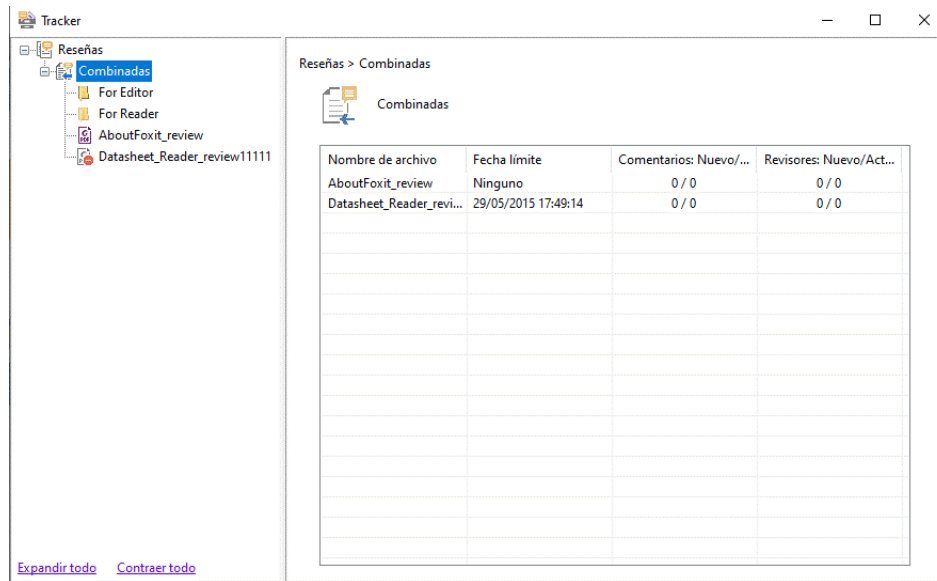 Tracker
Reseñas
Combinadas
For Editor
For Reader
AboutFoxit_review
Datasheet_Reader_review11111
Expandir todo Contraer todo
Reseñas > Combinadas
Combinadas
Nombre de archivo Fecha límite Comentarios: Nuevo/... Revisores: Nuevo/Act...
AboutFoxit_review Ninguno 0 / 0 0 / 0
Datasheet_Reader_revi... 29/05/2015 17:49:14 0 / 0 0 / 0